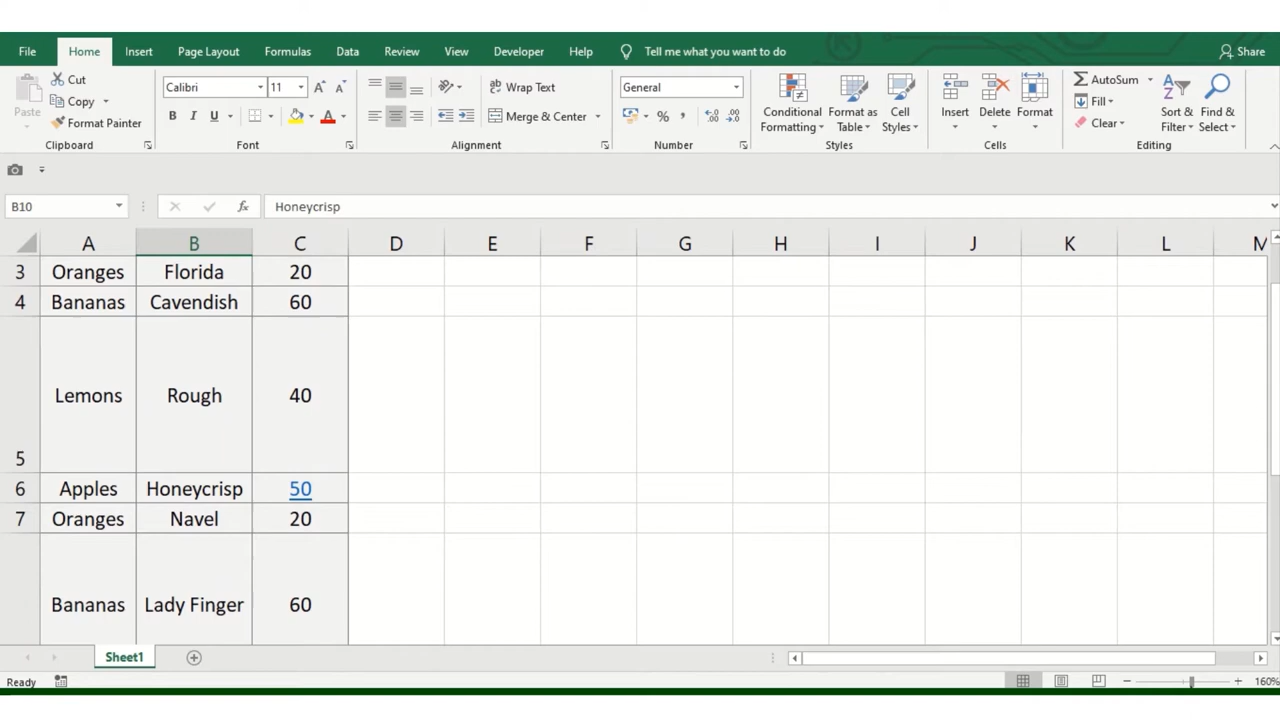 File Home Insert Page Layout Formulas Data Review View Developer Help Tell me what you want to do Share
Cut
Copy
Format Painter
Paste
Clipboard
Calibri 11
B I U
Font
Wrap Text
Merge & Center
Alignment
General
Number
Conditional Formatting
Format as Table
Cell Styles
Styles
Insert Delete Format
Cells
AutoSum
Fill
Clear
Sort & Filter
Find & Select
Editing
B10 fx Honeycrisp
A B C D E F G H I J K L M
3 Oranges Florida 20
4 Bananas Cavendish 60
5 Lemons Rough 40
6 Apples Honeycrisp 50
7 Oranges Navel 20
Bananas Lady Finger 60
Sheet1
Ready 160%